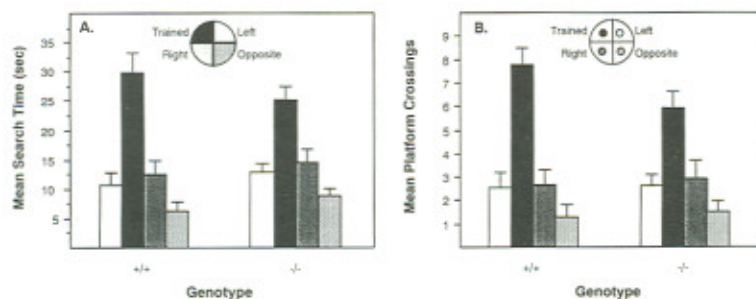 A.
Trained
Left
Right
Opposite
Mean Search Time (sec)
35
30
25
20
15
10
5
+/+
-/-
Genotype
B.
Trained
Left
Right
Opposite
Mean Platform Crossings
9
8
7
6
5
4
3
2
1
+/+
-/-
Genotype